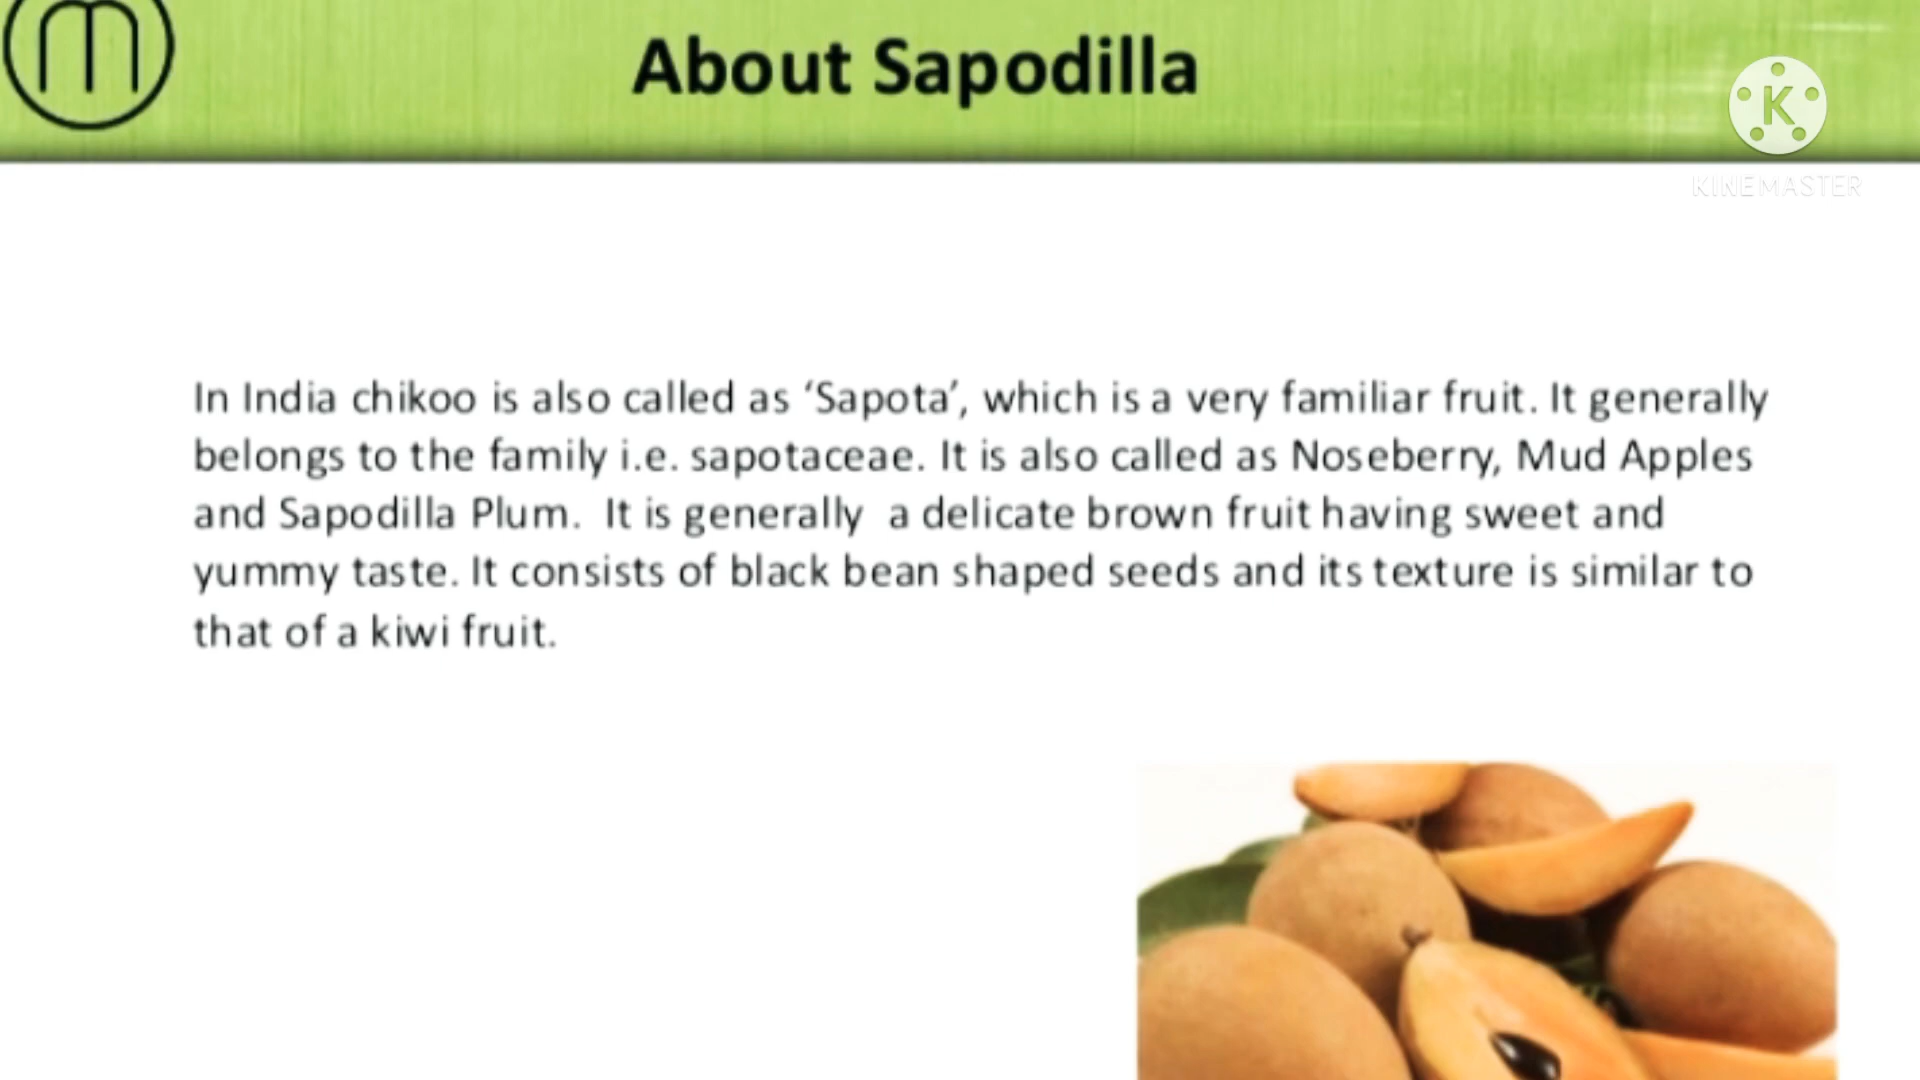 About Sapodilla
K
KINEMASTER
In India chikoo is also called as ‘Sapota’, which is a very familiar fruit. It generally
belongs to the family i.e. sapotaceae. It is also called as Noseberry, Mud Apples
and Sapodilla Plum. It is generally a delicate brown fruit having sweet and
yummy taste. It consists of black bean shaped seeds and its texture is similar to
that of a kiwi fruit.